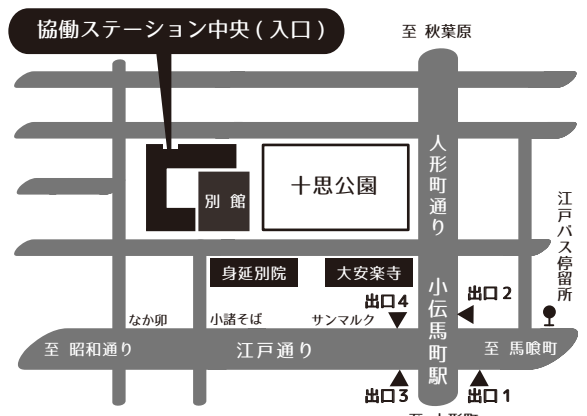 協働ステーション中央 ( 入口 )
至 秋葉原
人形町通り
十思公園
別 館
江戸バス停留所
身延別院
大安楽寺
小伝馬町駅
出口2
出口4
なか卯
小諸そば
サンマルク
至 昭和通り
江戸通り
至 馬喰町
出口3
出口1